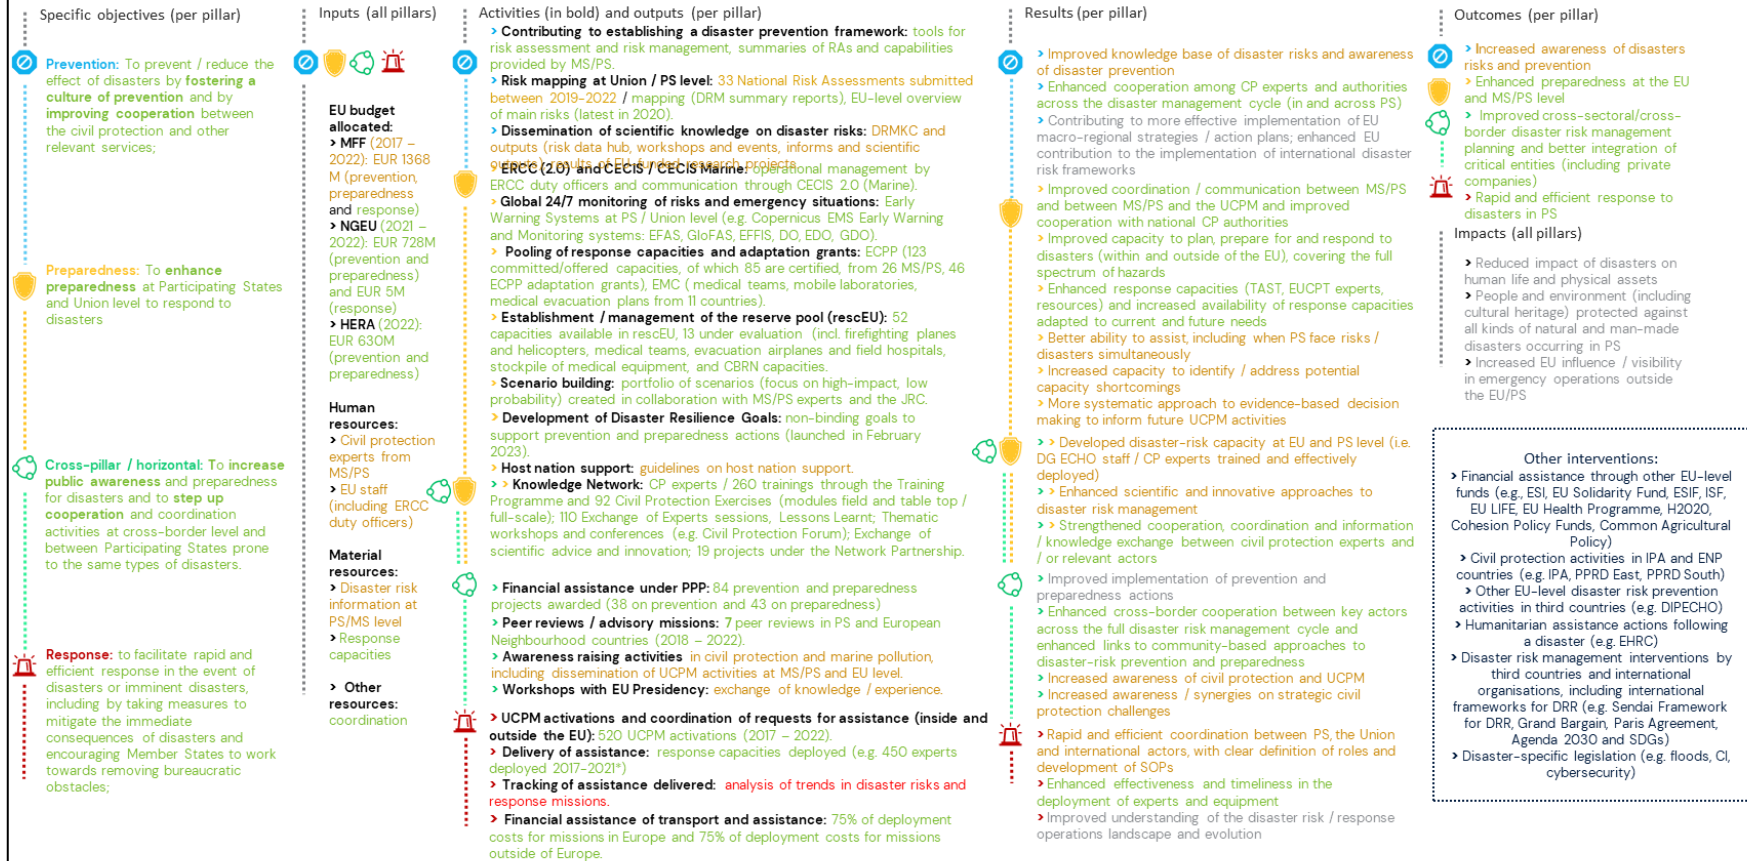 Specific objectives (per pillar)
Prevention: To prevent / reduce the
effect of disasters by fostering a
culture of prevention and by
improving cooperation between
the civil protection and other
relevant services;
Preparedness: To enhance
preparedness at Participating States
and Union level to respond to
disasters
Cross-pillar / horizontal: To increase
public awareness and preparedness
for disasters and to step up
cooperation and coordination
activities at cross-border level and
between Participating States prone
to the same types of disasters.
Response: to facilitate rapid and
efficient response in the event of
disasters or imminent disasters,
including by taking measures to
mitigate the immediate
consequences of disasters and
encouraging Member States to work
towards removing bureaucratic
obstacles;
Inputs (all pillars)
EU budget
allocated:
> MFF (2017 –
2022): EUR 1368
M (prevention,
preparedness
and response)
> NGEU (2021 –
2022): EUR 728M
(prevention and
preparedness)
and EUR 5M
(response)
> HERA (2022):
EUR 630M
(prevention and
preparedness)
Human
resources:
> Civil protection
experts from
MS/PS
> EU staff
(including ERCC
duty officers)
Material
resources:
> Disaster risk
information at
PS/MS level
> Response
capacities
> Other
resources:
coordination
Activities (in bold) and outputs (per pillar)
> Contributing to establishing a disaster prevention framework: tools for
risk assessment and risk management, summaries of RAs and capabilities
provided by MS/PS.
> Risk mapping at Union / PS level: 33 National Risk Assessments submitted
between 2019-2022 / mapping (DRM summary reports), EU-level overview
of main risks (latest in 2020).
> Dissemination of scientific knowledge on disaster risks: DRMKC and
outputs (risk data hub, workshops and events, informs and scientific
outputs) results of EU-funded research projects.
> ERCC (2.0) and CECIS / CECIS Marine: operational management by
ERCC duty officers and communication through CECIS 2.0 (Marine).
> Global 24/7 monitoring of risks and emergency situations: Early
Warning Systems at PS / Union level (e.g. Copernicus EMS Early Warning
and Monitoring systems: EFAS, GloFAS, EFFIS, DO, EDO, GDO).
> Pooling of response capacities and adaptation grants: ECPP (123
committed/offered capacities, of which 85 are certified, from 26 MS/PS, 46
ECPP adaptation grants), EMC ( medical teams, mobile laboratories,
medical evacuation plans from 11 countries).
> Establishment / management of the reserve pool (rescEU): 52
capacities available in rescEU, 13 under evaluation (incl. firefighting planes
and helicopters, medical teams, evacuation airplanes and field hospitals,
stockpile of medical equipment, and CBRN capacities.
> Scenario building: portfolio of scenarios (focus on high-impact, low
probability) created in collaboration with MS/PS experts and the JRC.
> Development of Disaster Resilience Goals: non-binding goals to
support prevention and preparedness actions (launched in February
2023).
> Host nation support: guidelines on host nation support.
> > Knowledge Network: CP experts / 260 trainings through the Training
Programme and 92 Civil Protection Exercises (modules field and table top /
full-scale); 110 Exchange of Experts sessions, Lessons Learnt; Thematic
workshops and conferences (e.g. Civil Protection Forum); Exchange of
scientific advice and innovation; 19 projects under the Network Partnership.
> Financial assistance under PPP: 84 prevention and preparedness
projects awarded (38 on prevention and 43 on preparedness)
> Peer reviews / advisory missions: 7 peer reviews in PS and European
Neighbourhood countries (2018 – 2022).
> Awareness raising activities in civil protection and marine pollution,
including dissemination of UCPM activities at MS/PS and EU level.
> Workshops with EU Presidency: exchange of knowledge / experience.
> UCPM activations and coordination of requests for assistance (inside and
outside the EU): 520 UCPM activations (2017 – 2022).
> Delivery of assistance: response capacities deployed (e.g. 450 experts
deployed 2017-2021*)
> Tracking of assistance delivered: analysis of trends in disaster risks and
response missions.
> Financial assistance of transport and assistance: 75% of deployment
costs for missions in Europe and 75% of deployment costs for missions
outside of Europe.
Results (per pillar)
> Improved knowledge base of disaster risks and awareness
of disaster prevention
> Enhanced cooperation among CP experts and authorities
across the disaster management cycle (in and across PS)
> Contributing to more effective implementation of EU
macro-regional strategies / action plans; enhanced EU
contribution to the implementation of international disaster
risk frameworks
> Improved coordination / communication between MS/PS
and between MS/PS and the UCPM and improved
cooperation with national CP authorities
> Improved capacity to plan, prepare for and respond to
disasters (within and outside of the EU), covering the full
spectrum of hazards
> Enhanced response capacities (TAST, EUCPT experts,
resources) and increased availability of response capacities
adapted to current and future needs
> Better ability to assist, including when PS face risks /
disasters simultaneously
> Increased capacity to identify / address potential
capacity shortcomings
> More systematic approach to evidence-based decision
making to inform future UCPM activities
> > Developed disaster-risk capacity at EU and PS level (i.e.
DG ECHO staff / CP experts trained and effectively
deployed)
> > Enhanced scientific and innovative approaches to
disaster risk management
> > Strengthened cooperation, coordination and information
/ knowledge exchange between civil protection experts and
/ or relevant actors
> Improved implementation of prevention and
preparedness actions
> Enhanced cross-border cooperation between key actors
across the full disaster risk management cycle and
enhanced links to community-based approaches to
disaster-risk prevention and preparedness
> Increased awareness of civil protection and UCPM
> Increased awareness / synergies on strategic civil
protection challenges
> Rapid and efficient coordination between PS, the Union
and international actors, with clear definition of roles and
development of SOPs
> Enhanced effectiveness and timeliness in the
deployment of experts and equipment
> Improved understanding of the disaster risk / response
operations landscape and evolution
Outcomes (per pillar)
> Increased awareness of disasters
risks and prevention
> Enhanced preparedness at the EU
and MS/PS level
> Improved cross-sectoral/cross-
border disaster risk management
planning and better integration of
critical entities (including private
companies)
> Rapid and efficient response to
disasters in PS
Impacts (all pillars)
> Reduced impact of disasters on
human life and physical assets
> People and environment (including
cultural heritage) protected against
all kinds of natural and man-made
disasters occurring in PS
> Increased EU influence / visibility
in emergency operations outside
the EU/PS
Other interventions:
> Financial assistance through other EU-level
funds (e.g., ESI, EU Solidarity Fund, ESIF, ISF,
EU LIFE, EU Health Programme, H2020,
Cohesion Policy Funds, Common Agricultural
Policy)
> Civil protection activities in IPA and ENP
countries (e.g. IPA, PPRD East, PPRD South)
> Other EU-level disaster risk prevention
activities in third countries (e.g. DIPECHO)
> Humanitarian assistance actions following
a disaster (e.g. EHRC)
> Disaster risk management interventions by
third countries and international
organisations, including international
frameworks for DRR (e.g. Sendai Framework
for DRR, Grand Bargain, Paris Agreement,
Agenda 2030 and SDGs)
> Disaster-specific legislation (e.g. floods, CI,
cybersecurity)